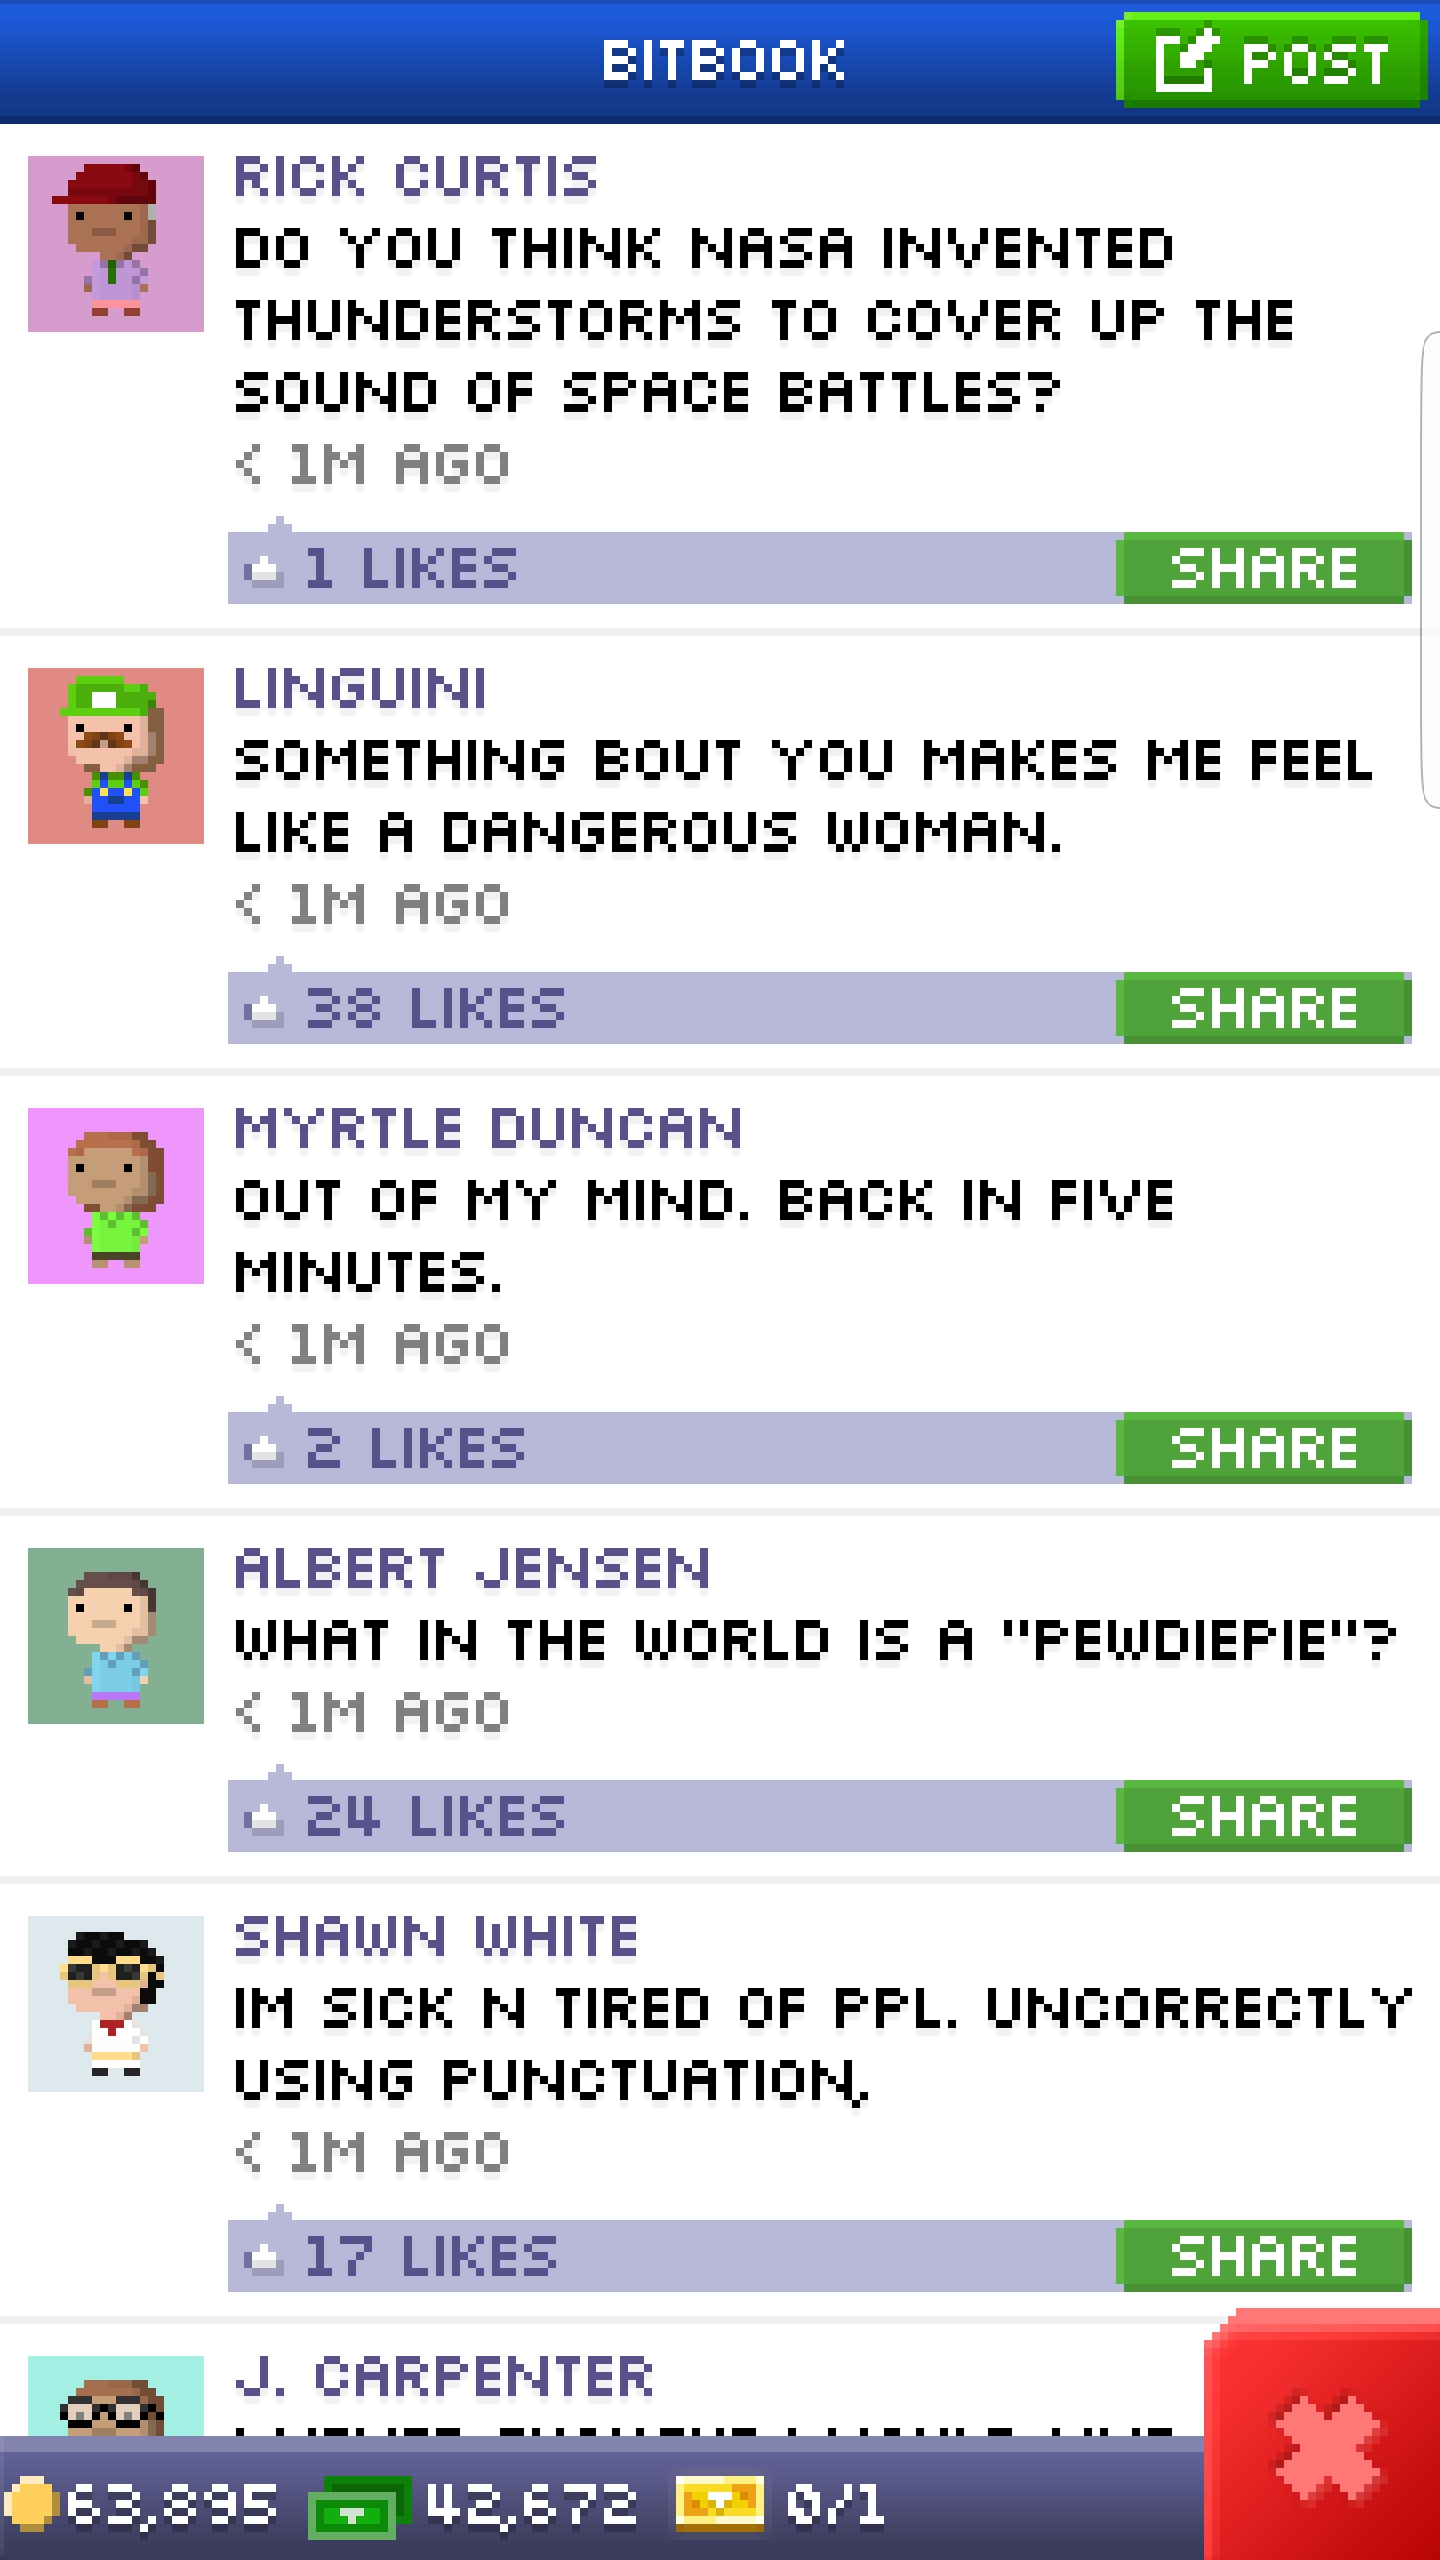 BITBOOK
POST
RICK CURTIS
DO YOU THINK NASA INVENTED
THUNDERSTORMS TO COVER UP THE
SOUND OF SPACE BATTLES?
< 1M AGO
1 LIKES
SHARE
LINGUINI
SOMETHING BOUT YOU MAKES ME FEEL
LIKE A DANGEROUS WOMAN.
< 1M AGO
38 LIKES
SHARE
MYRTLE DUNCAN
OUT OF MY MIND. BACK IN FIVE
MINUTES.
< 1M AGO
2 LIKES
SHARE
ALBERT JENSEN
WHAT IN THE WORLD IS A "PEWDIEPIE"?
< 1M AGO
24 LIKES
SHARE
SHAWN WHITE
IM SICK N TIRED OF PPL. UNCORRECTLY
USING PUNCTUATION,
< 1M AGO
17 LIKES
SHARE
J. CARPENTER
63,895 42,672 0/1